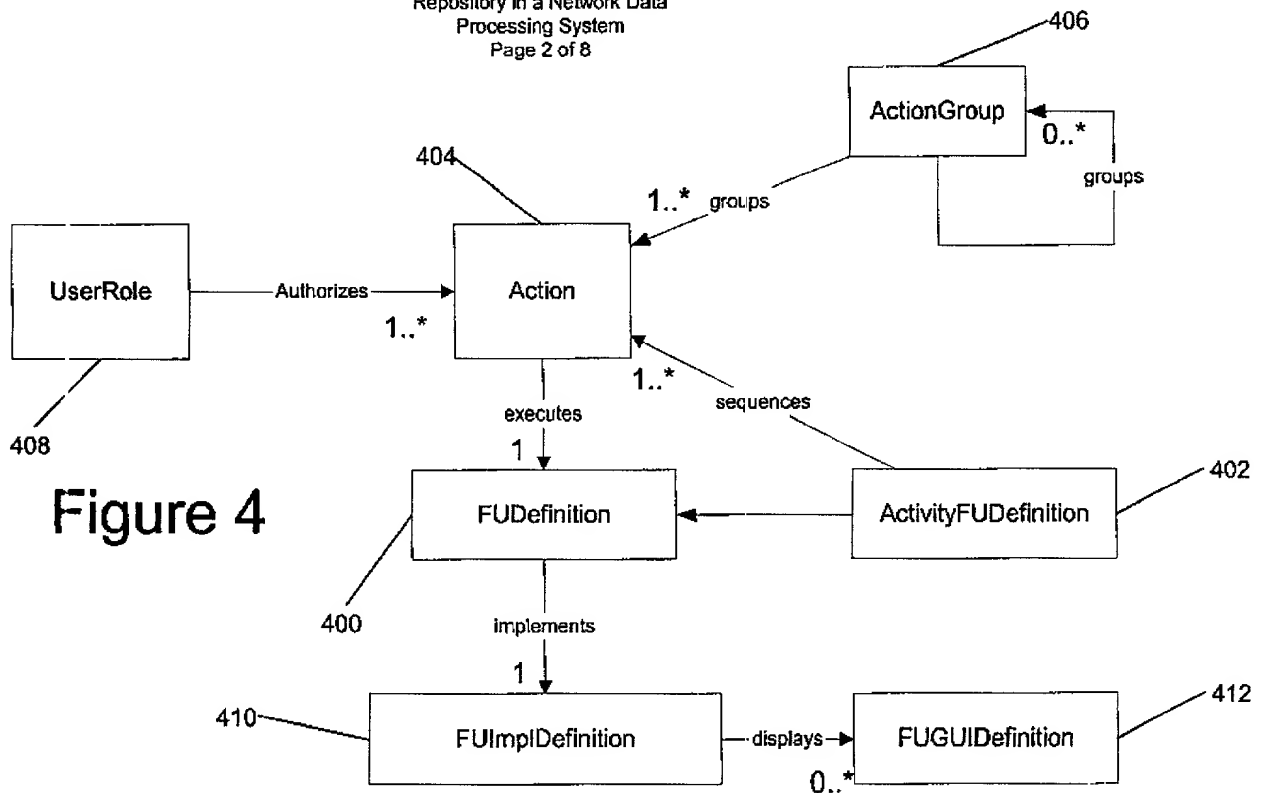 Repository in a Network Data
Processing System
Page 2 of 8
406
ActionGroup
0..*
groups
404
1..* groups
UserRole
Authorizes
1..*
Action
1..*
sequences
executes
1
408
Figure 4
FUDefinition
ActivityFUDefinition
402
400
implements
1
410
FUImplDefinition
displays
0..*
FUGUIDefinition
412